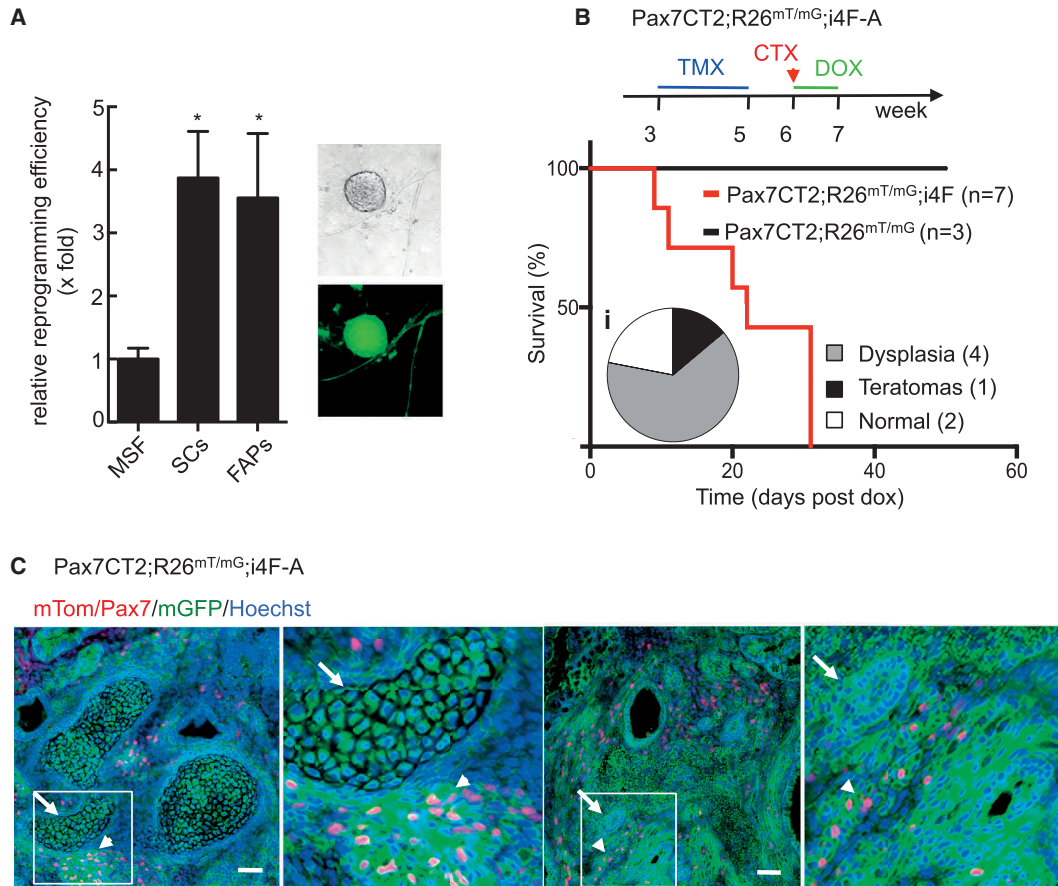 A
relative reprogramming efficiency
(x fold)
5
4
3
2
1
0
* *
MSF SCs FAPs
B Pax7CT2;R26mT/mG;i4F-A
TMX CTX DOX
week
3 5 6 7
Survival (%)
100
50
Pax7CT2;R26mT/mG;i4F (n=7)
Pax7CT2;R26mT/mG (n=3)
i
Dysplasia (4)
Teratomas (1)
Normal (2)
0 20 40 60
Time (days post dox)
C Pax7CT2;R26mT/mG;i4F-A
mTom/Pax7/mGFP/Hoechst